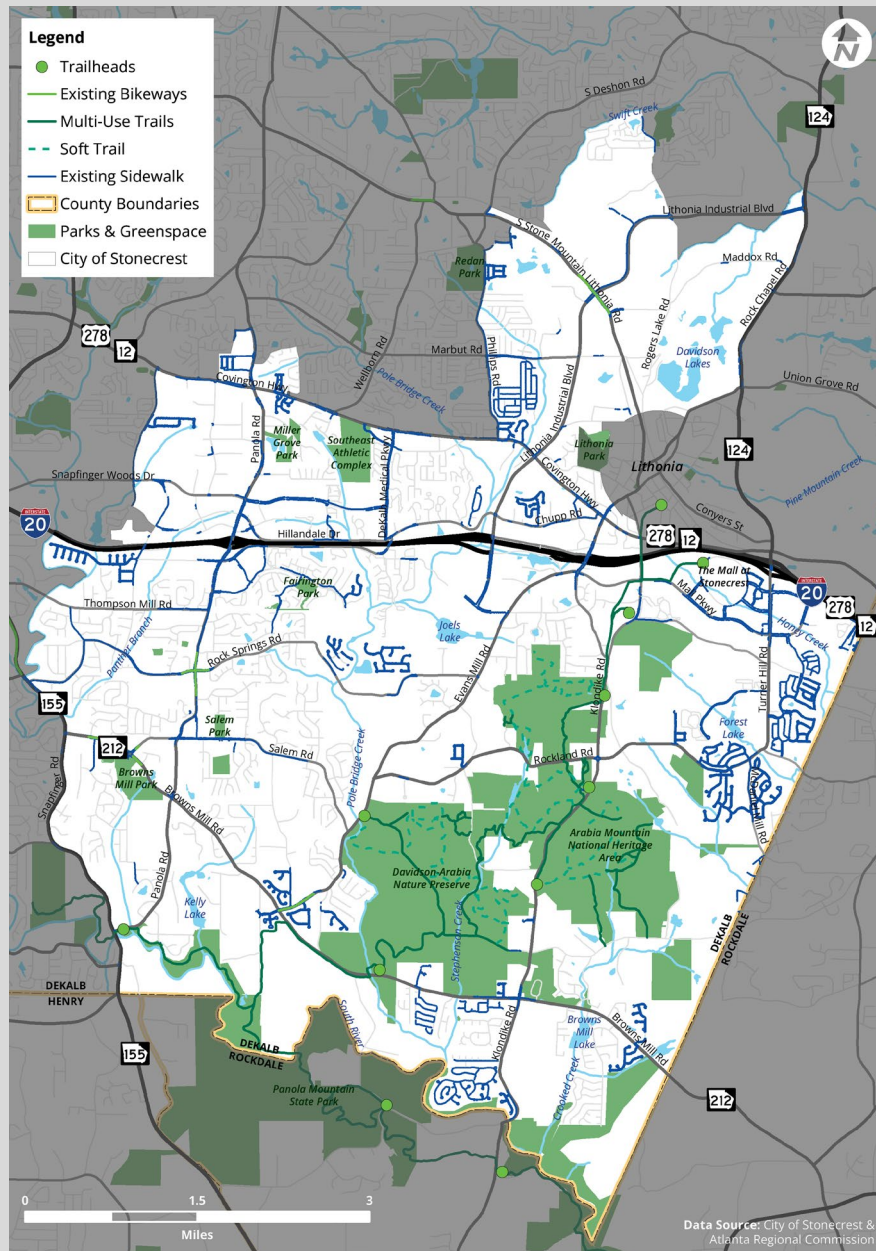 Legend
Trailheads
Existing Bikeways
Multi-Use Trails
Soft Trail
Existing Sidewalk
County Boundaries
Parks & Greenspace
City of Stonecrest
N
S Deshon Rd
Swift Creek
124
Lithonia Industrial Blvd
S Stone Mountain Lithonia Rd
Redan
Park
Maddox Rd
Rock Chapel Rd
Rogers Lake Rd
278
12
Wellborn Rd
Marbut Rd
Phillips Rd
Davidson
Lakes
Pole Bridge Creek
Covington Hwy
Union Grove Rd
Lithonia Industrial Blvd
Panola Rd
Miller
Grove
Park
Southeast
Athletic
Complex
DeKalb Medical Pkwy
Lithonia
Park
124
Lithonia
Covington Hwy
Snapfinger Woods Dr
Pine Mountain Creek
INTERSTATE
20
Chupp Rd
Conyers St
Hillandale Dr
278
12
The Mall at
Stonecrest
Mall Pkwy
INTERSTATE
20
278
12
Fairington
Park
Thompson Mill Rd
Panther Branch
Joels
Lake
Honey Creek
Rock Springs Rd
Evans Mill Rd
Klondike Rd
Turner Hill Rd
155
Salem
Park
Forest
Lake
212
Salem Rd
Rockland Rd
Snapfinger Rd
Browns
Mill Park
Pole Bridge Creek
Browns Mill Rd
Arabia Mountain
National Heritage
Area
Panola Rd
Davidson-Arabia
Nature Preserve
Kelly
Lake
Stephenson Creek
DEKALB
ROCKDALE
DEKALB
HENRY
South River
Klondike Rd
Browns
Mill
Lake
Browns Mill Rd
DEKALB
ROCKDALE
155
Crooked Creek
212
Panola Mountain
State Park
0
1.5
3
Miles
Data Source: City of Stonecrest &
Atlanta Regional Commission